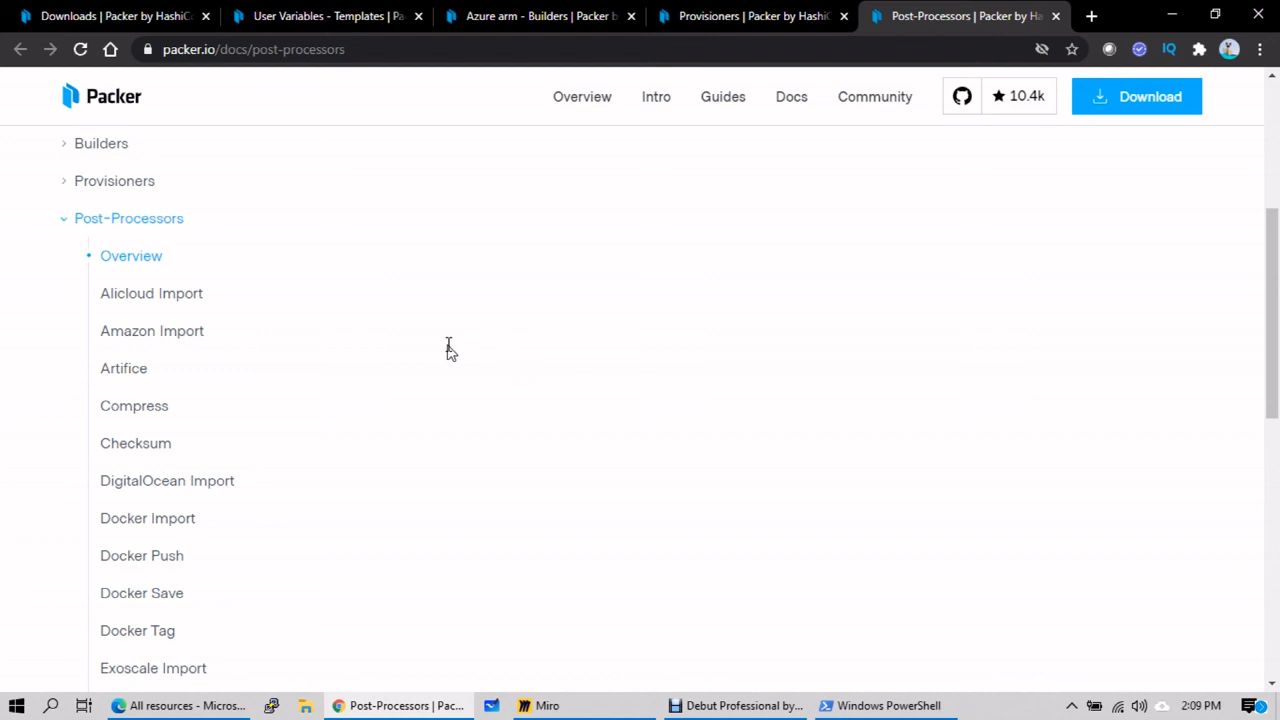 Downloads | Packer by HashiC
User Variables - Templates | Pa
Azure arm - Builders | Packer b
Provisioners | Packer by HashiC
Post-Processors | Packer by Ha
packer.io/docs/post-processors
IQ
Packer
Overview
Intro
Guides
Docs
Community
10.4k
Download
Builders
Provisioners
Post-Processors
Overview
Alicloud Import
Amazon Import
Artifice
Compress
Checksum
DigitalOcean Import
Docker Import
Docker Push
Docker Save
Docker Tag
Exoscale Import
All resources - Micros...
Post-Processors | Pac...
Miro
Debut Professional by...
Windows PowerShell
2:09 PM